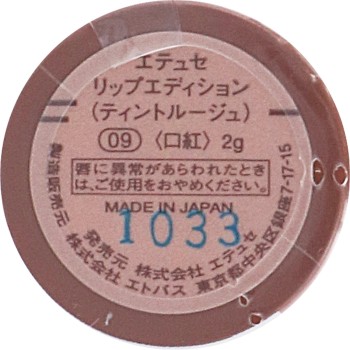 エテュセ
リップエディション
(ティントルージュ)
09 〈口紅〉2g
唇に異常があらわれたとき
は、ご使用をおやめください。
MADE IN JAPAN
1033
発売元 株式会社 エテュセ
製造販売元 株式会社 エトバス 東京都中央区銀座7-17-15